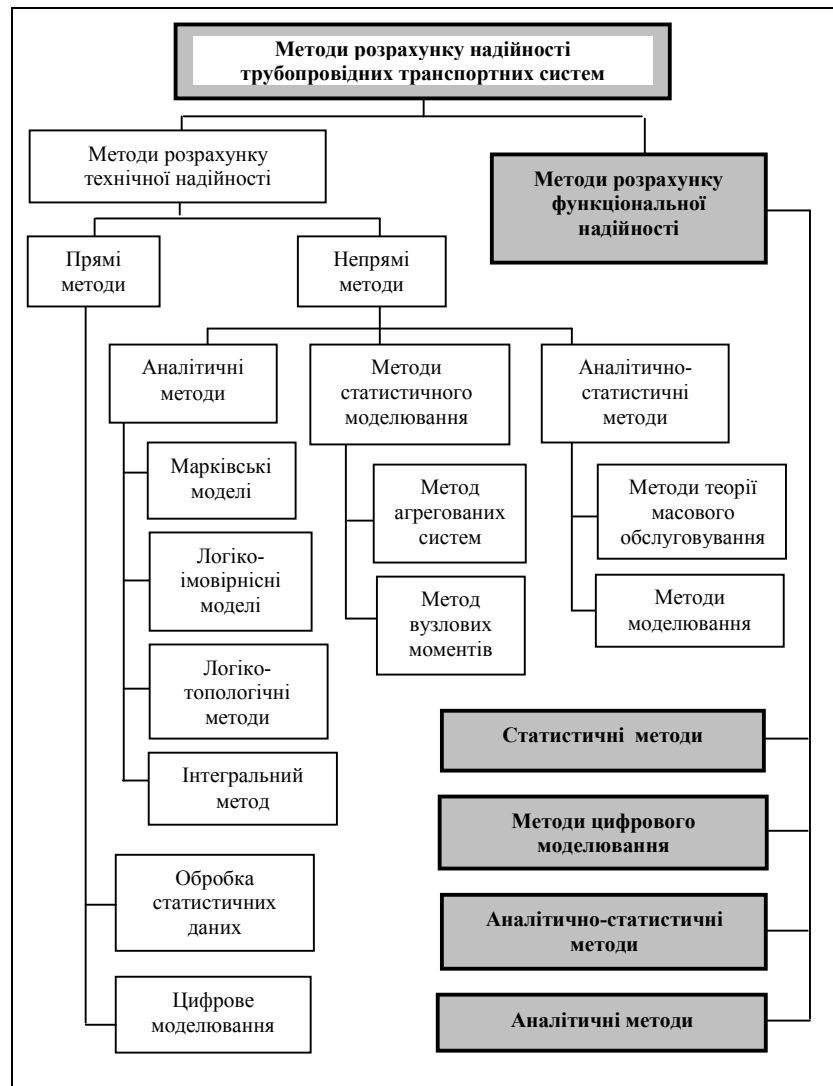 Методи розрахунку надійності
трубопровідних транспортних систем
Методи розрахунку
технічної надійності
Методи розрахунку
функціональної
надійності
Прямі
методи
Непрямі
методи
Аналітичні
методи
Методи
статистичного
моделювання
Аналітично-
статистичні
методи
Марківські
моделі
Метод
агрегованих
систем
Методи теорії
масового
обслуговування
Логіко-
імовірнісні
моделі
Метод
вузлових
моментів
Методи
моделювання
Логіко-
топологічні
методи
Інтегральний
метод
Статистичні методи
Методи цифрового
моделювання
Обробка
статистичних
даних
Аналітично-статистичні
методи
Цифрове
моделювання
Аналітичні методи